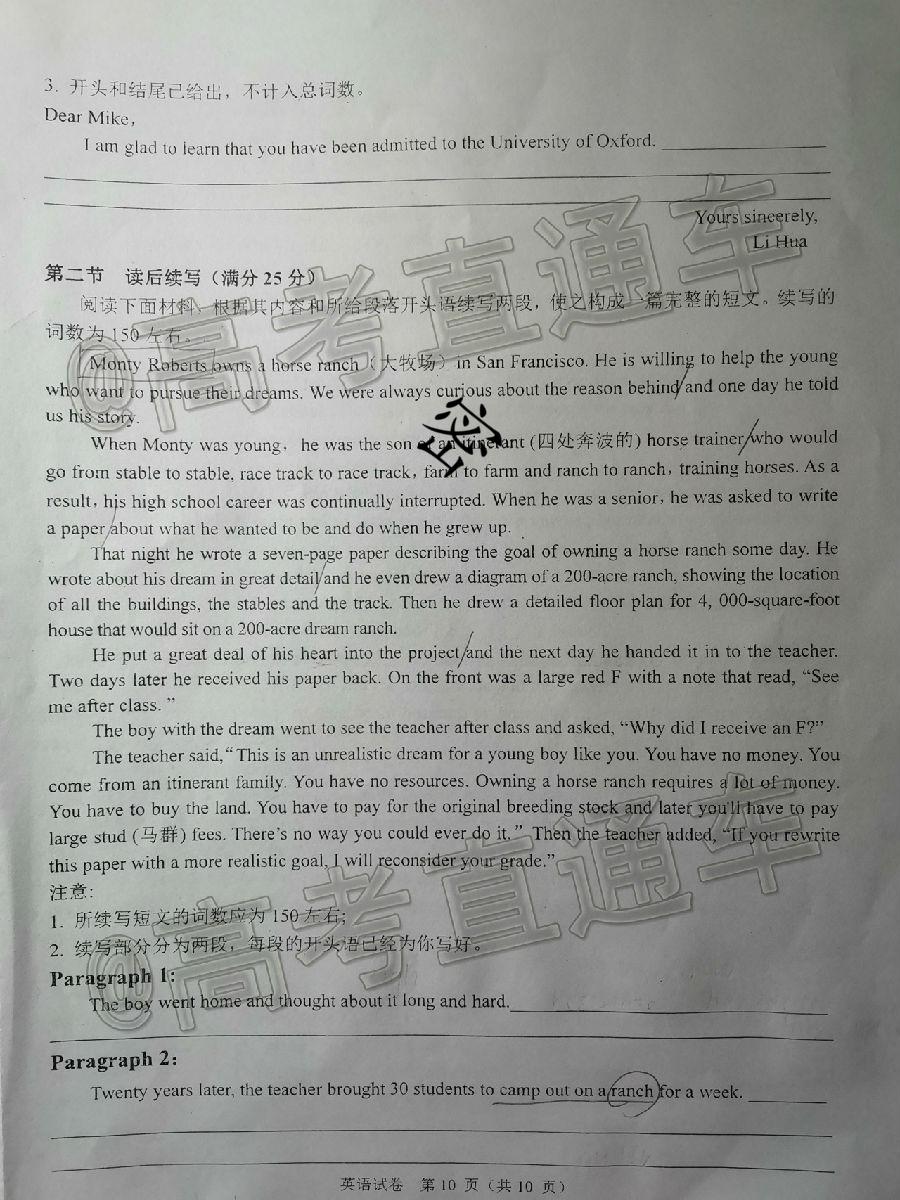 3. 开头和结尾已给出，不计入总词数。
Dear Mike,
I am glad to learn that you have been admitted to the University of Oxford.
Yours sincerely,
Li Hua
第二节 读后续写（满分 25 分）
阅读下面材料，根据其内容和所给段落开头语续写两段，使之构成一篇完整的短文。续写的
词数为 150 左右。
Monty Roberts owns a horse ranch（大牧场）in San Francisco. He is willing to help the young
who want to pursue their dreams. We were always curious about the reason behind and one day he told
us his story.
When Monty was young, he was the son of an itinerant (四处奔波的) horse trainer who would
go from stable to stable, race track to race track, farm to farm and ranch to ranch, training horses. As a
result, his high school career was continually interrupted. When he was a senior, he was asked to write
a paper about what he wanted to be and do when he grew up.
That night he wrote a seven-page paper describing the goal of owning a horse ranch some day. He
wrote about his dream in great detail and he even drew a diagram of a 200-acre ranch, showing the location
of all the buildings, the stables and the track. Then he drew a detailed floor plan for 4, 000-square-foot
house that would sit on a 200-acre dream ranch.
He put a great deal of his heart into the project and the next day he handed it in to the teacher.
Two days later he received his paper back. On the front was a large red F with a note that read, “See
me after class. ”
The boy with the dream went to see the teacher after class and asked, “Why did I receive an F?”
The teacher said, “This is an unrealistic dream for a young boy like you. You have no money. You
come from an itinerant family. You have no resources. Owning a horse ranch requires a lot of money.
You have to buy the land. You have to pay for the original breeding stock and later you'll have to pay
large stud (马群) fees. There's no way you could ever do it.” Then the teacher added, “If you rewrite
this paper with a more realistic goal, I will reconsider your grade.”
注意:
1. 所续写短文的词数应为 150 左右;
2. 续写部分分为两段，每段的开头语已经为你写好。
Paragraph 1:
The boy went home and thought about it long and hard.
Paragraph 2:
Twenty years later, the teacher brought 30 students to camp out on a ranch for a week.
英语试卷 第 10 页（共 10 页）
密
@高考直通车
@高考直通车